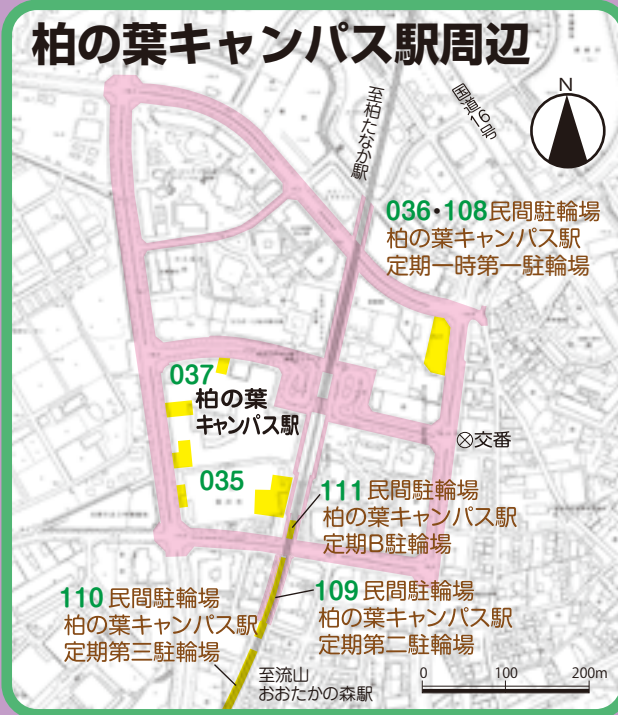 柏の葉キャンパス駅周辺
至柏たなか駅
国道16号
N
036・108民間駐輪場
柏の葉キャンパス駅
定期一時第一駐輪場
037
柏の葉
キャンパス駅
交番
035
111民間駐輪場
柏の葉キャンパス駅
定期B駐輪場
109民間駐輪場
柏の葉キャンパス駅
定期第二駐輪場
110民間駐輪場
柏の葉キャンパス駅
定期第三駐輪場
至流山
おおたかの森駅
0 100 200m